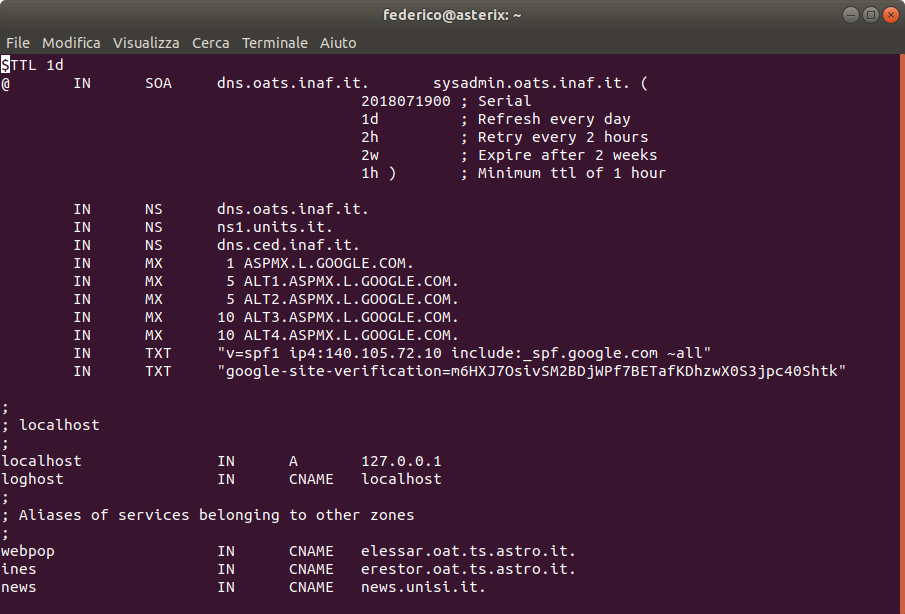 federico@asterix: ~
File Modifica Visualizza Cerca Terminale Aiuto
$TTL 1d
@       IN      SOA     dns.oats.inaf.it.       sysadmin.oats.inaf.it. (
                                        2018071900 ; Serial
                                        1d         ; Refresh every day
                                        2h         ; Retry every 2 hours
                                        2w         ; Expire after 2 weeks
                                        1h )       ; Minimum ttl of 1 hour
        IN      NS      dns.oats.inaf.it.
        IN      NS      ns1.units.it.
        IN      NS      dns.ced.inaf.it.
        IN      MX       1 ASPMX.L.GOOGLE.COM.
        IN      MX       5 ALT1.ASPMX.L.GOOGLE.COM.
        IN      MX       5 ALT2.ASPMX.L.GOOGLE.COM.
        IN      MX      10 ALT3.ASPMX.L.GOOGLE.COM.
        IN      MX      10 ALT4.ASPMX.L.GOOGLE.COM.
        IN      TXT     "v=spf1 ip4:140.105.72.10 include:_spf.google.com ~all"
        IN      TXT     "google-site-verification=m6HXJ7OsivSM2BDjWPf7BETafKDhzwX0S3jpc40Shtk"
;
; localhost
;
localhost               IN      A       127.0.0.1
loghost                 IN      CNAME   localhost
;
; Aliases of services belonging to other zones
;
webpop                  IN      CNAME   elessar.oat.ts.astro.it.
ines                    IN      CNAME   erestor.oat.ts.astro.it.
news                    IN      CNAME   news.unisi.it.